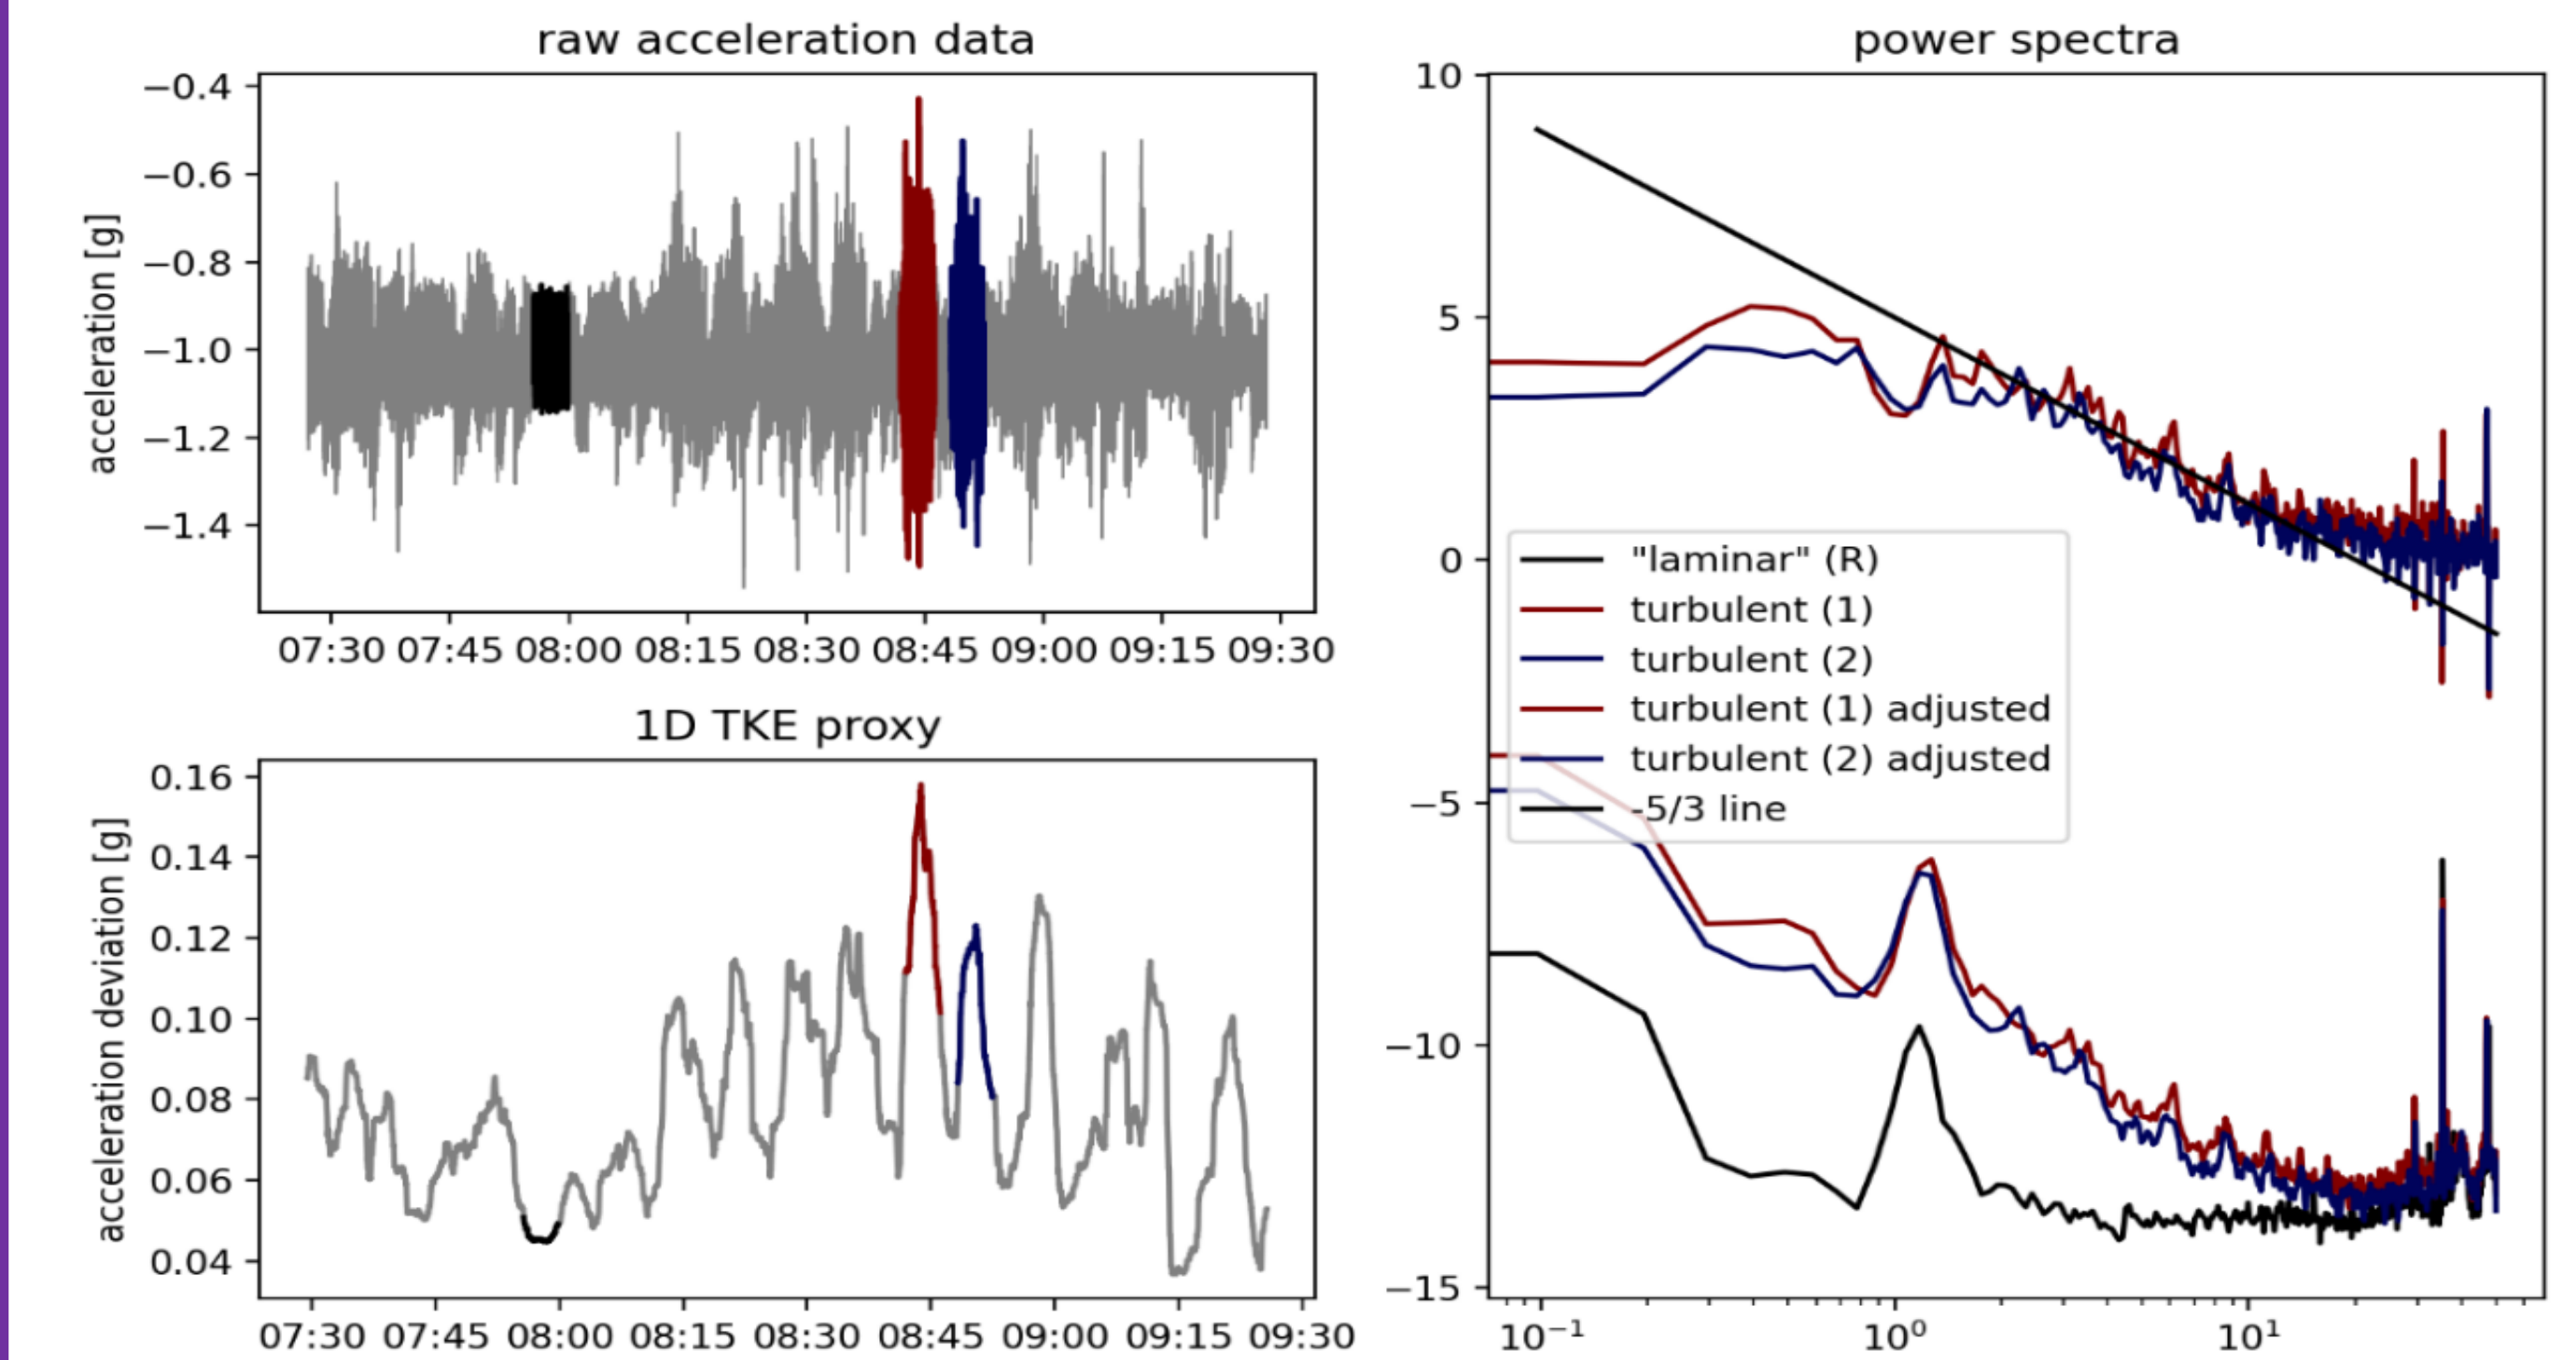 raw acceleration data
acceleration [g]
−0.4
−0.6
−0.8
−1.0
−1.2
−1.4
07:30 07:45 08:00 08:15 08:30 08:45 09:00 09:15 09:30
1D TKE proxy
acceleration deviation [g]
0.16
0.14
0.12
0.10
0.08
0.06
0.04
07:30 07:45 08:00 08:15 08:30 08:45 09:00 09:15 09:30
power spectra
10
5
0
−5
−10
−15
"laminar" (R)
turbulent (1)
turbulent (2)
turbulent (1) adjusted
turbulent (2) adjusted
-5/3 line
10⁻¹ 10⁰ 10¹